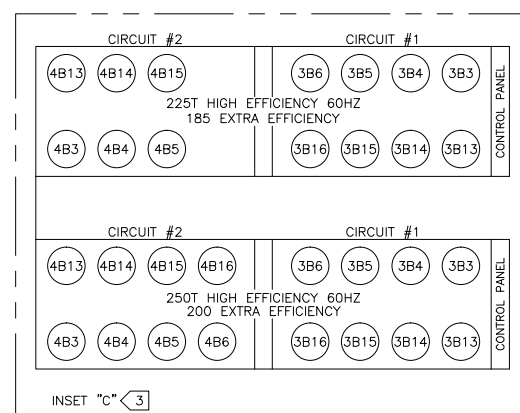 CIRCUIT #2 CIRCUIT #1
4B13 4B14 4B15 3B6 3B5 3B4 3B3
225T HIGH EFFICIENCY 60HZ
185 EXTRA EFFICIENCY
4B3 4B4 4B5 3B16 3B15 3B14 3B13
CONTROL PANEL
CIRCUIT #2 CIRCUIT #1
4B13 4B14 4B15 4B16 3B6 3B5 3B4 3B3
250T HIGH EFFICIENCY 60HZ
200 EXTRA EFFICIENCY
4B3 4B4 4B5 4B6 3B16 3B15 3B14 3B13
CONTROL PANEL
INSET "C" 3